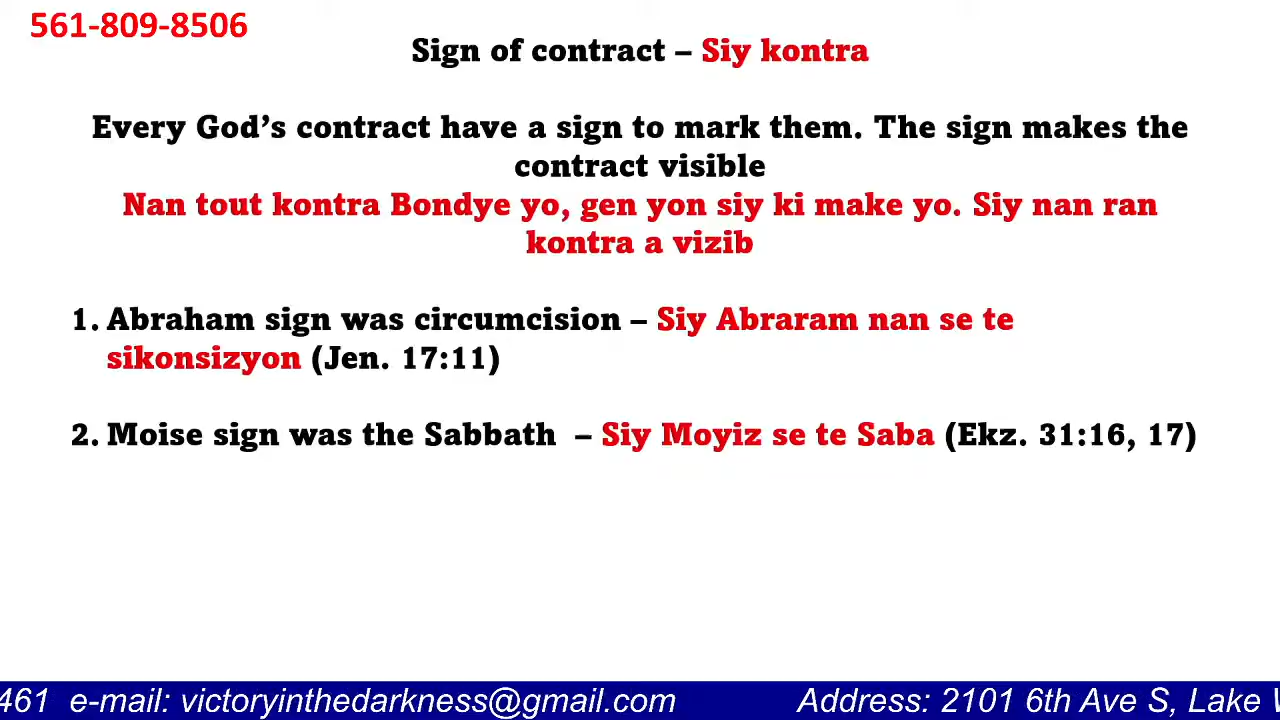 561-809-8506
Sign of contract – Siy kontra
Every God's contract have a sign to mark them. The sign makes the
contract visible
Nan tout kontra Bondye yo, gen yon siy ki make yo. Siy nan ran
kontra a vizib
1. Abraham sign was circumcision – Siy Abraram nan se te
sikonsizyon (Jen. 17:11)
2. Moise sign was the Sabbath – Siy Moyiz se te Saba (Ekz. 31:16, 17)
461 e-mail: victoryinthedarkness@gmail.com Address: 2101 6th Ave S, Lake